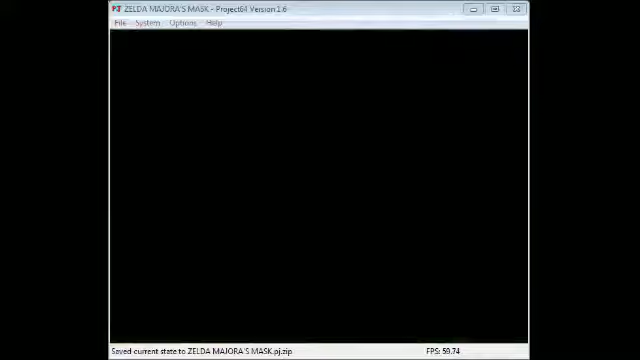 PJ ZELDA MAJORA'S MASK - Project64 Version 1.6
File System Options Help
Saved current state to ZELDA MAJORA'S MASK.pj.zip FPS: 59.74